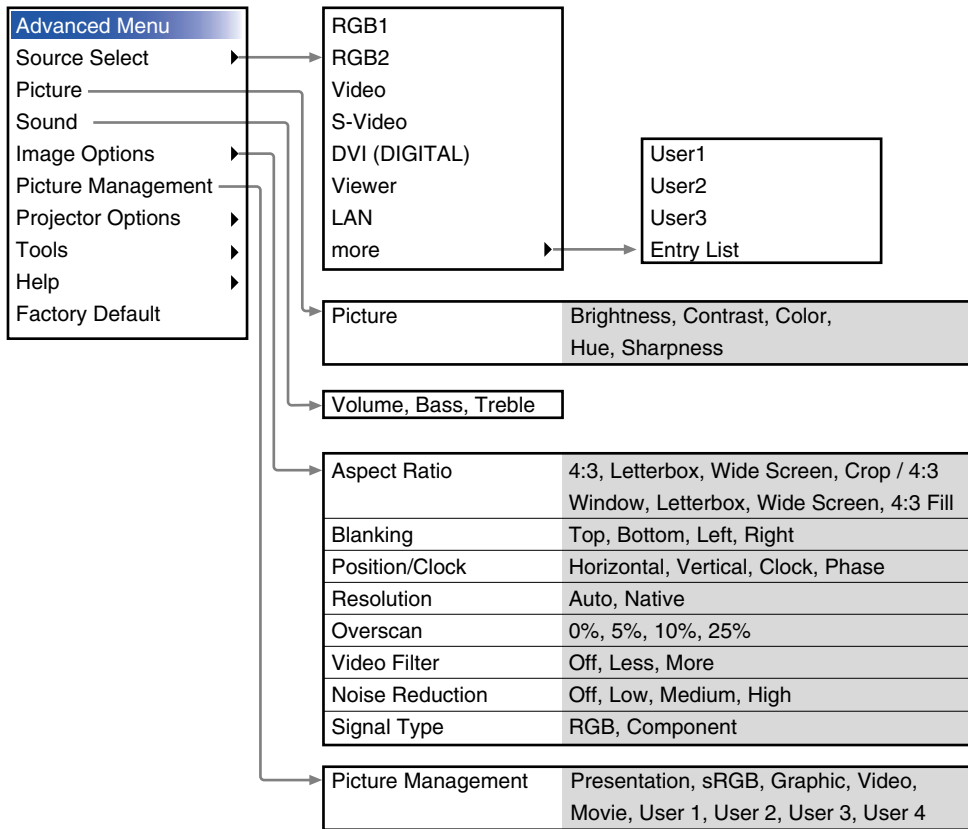 Advanced Menu
Source Select
Picture
Sound
Image Options
Picture Management
Projector Options
Tools
Help
Factory Default
RGB1
RGB2
Video
S-Video
DVI (DIGITAL)
Viewer
LAN
more
User1
User2
User3
Entry List
Picture
Brightness, Contrast, Color,
Hue, Sharpness
Volume, Bass, Treble
Aspect Ratio
4:3, Letterbox, Wide Screen, Crop / 4:3
Window, Letterbox, Wide Screen, 4:3 Fill
Blanking
Top, Bottom, Left, Right
Position/Clock
Horizontal, Vertical, Clock, Phase
Resolution
Auto, Native
Overscan
0%, 5%, 10%, 25%
Video Filter
Off, Less, More
Noise Reduction
Off, Low, Medium, High
Signal Type
RGB, Component
Picture Management
Presentation, sRGB, Graphic, Video,
Movie, User 1, User 2, User 3, User 4